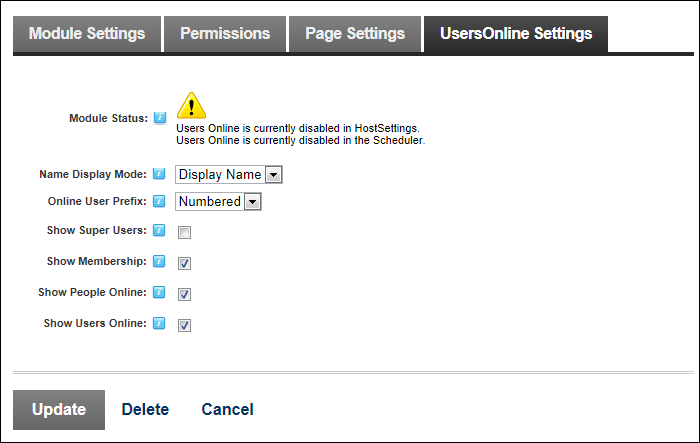 Module Settings Permissions Page Settings UsersOnline Settings
Module Status:
Users Online is currently disabled in HostSettings.
Users Online is currently disabled in the Scheduler.
Name Display Mode: Display Name
Online User Prefix: Numbered
Show Super Users:
Show Membership:
Show People Online:
Show Users Online:
Update Delete Cancel